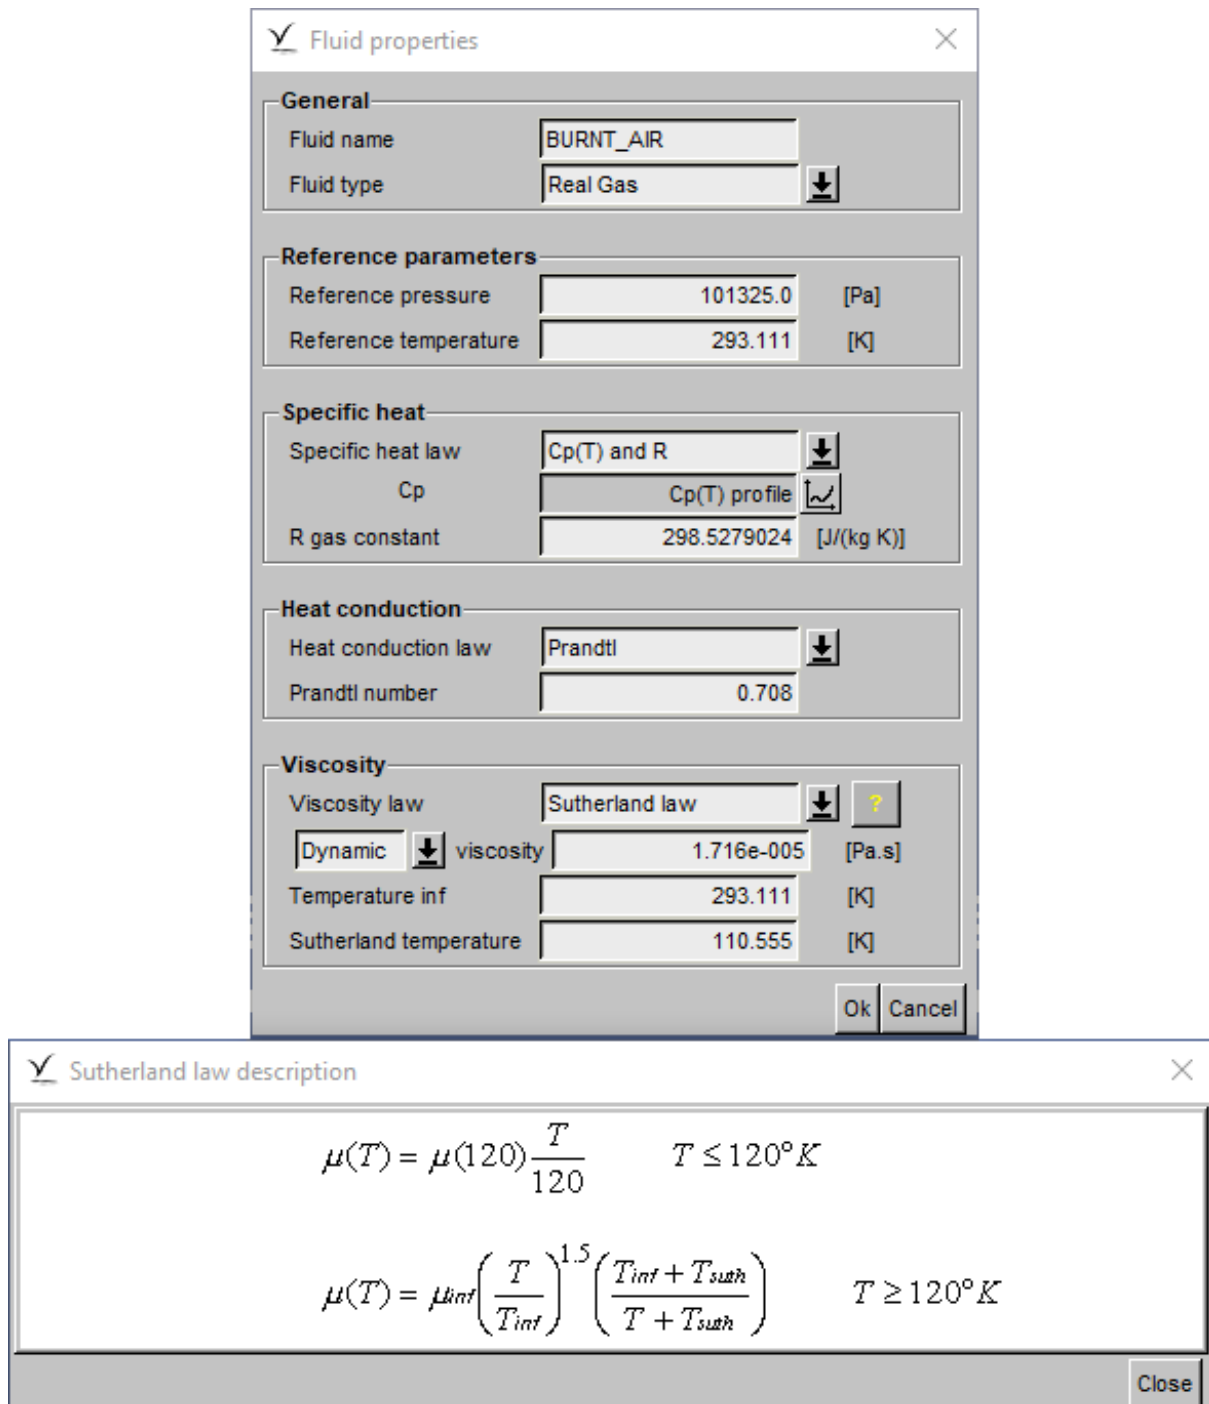 Fluid properties
General
Fluid name BURNT_AIR
Fluid type Real Gas
Reference parameters
Reference pressure 101325.0 [Pa]
Reference temperature 293.111 [K]
Specific heat
Specific heat law Cp(T) and R
Cp Cp(T) profile
R gas constant 298.5279024 [J/(kg K)]
Heat conduction
Heat conduction law Prandtl
Prandtl number 0.708
Viscosity
Viscosity law Sutherland law ?
Dynamic viscosity 1.716e-005 [Pa.s]
Temperature inf 293.111 [K]
Sutherland temperature 110.555 [K]
Ok Cancel
Sutherland law description
μ(T) = μ(120) T/120 T ≤ 120°K
μ(T) = μinf (T/Tinf)^1.5 ((Tinf + Tsuth)/(T + Tsuth)) T ≥ 120°K
Close